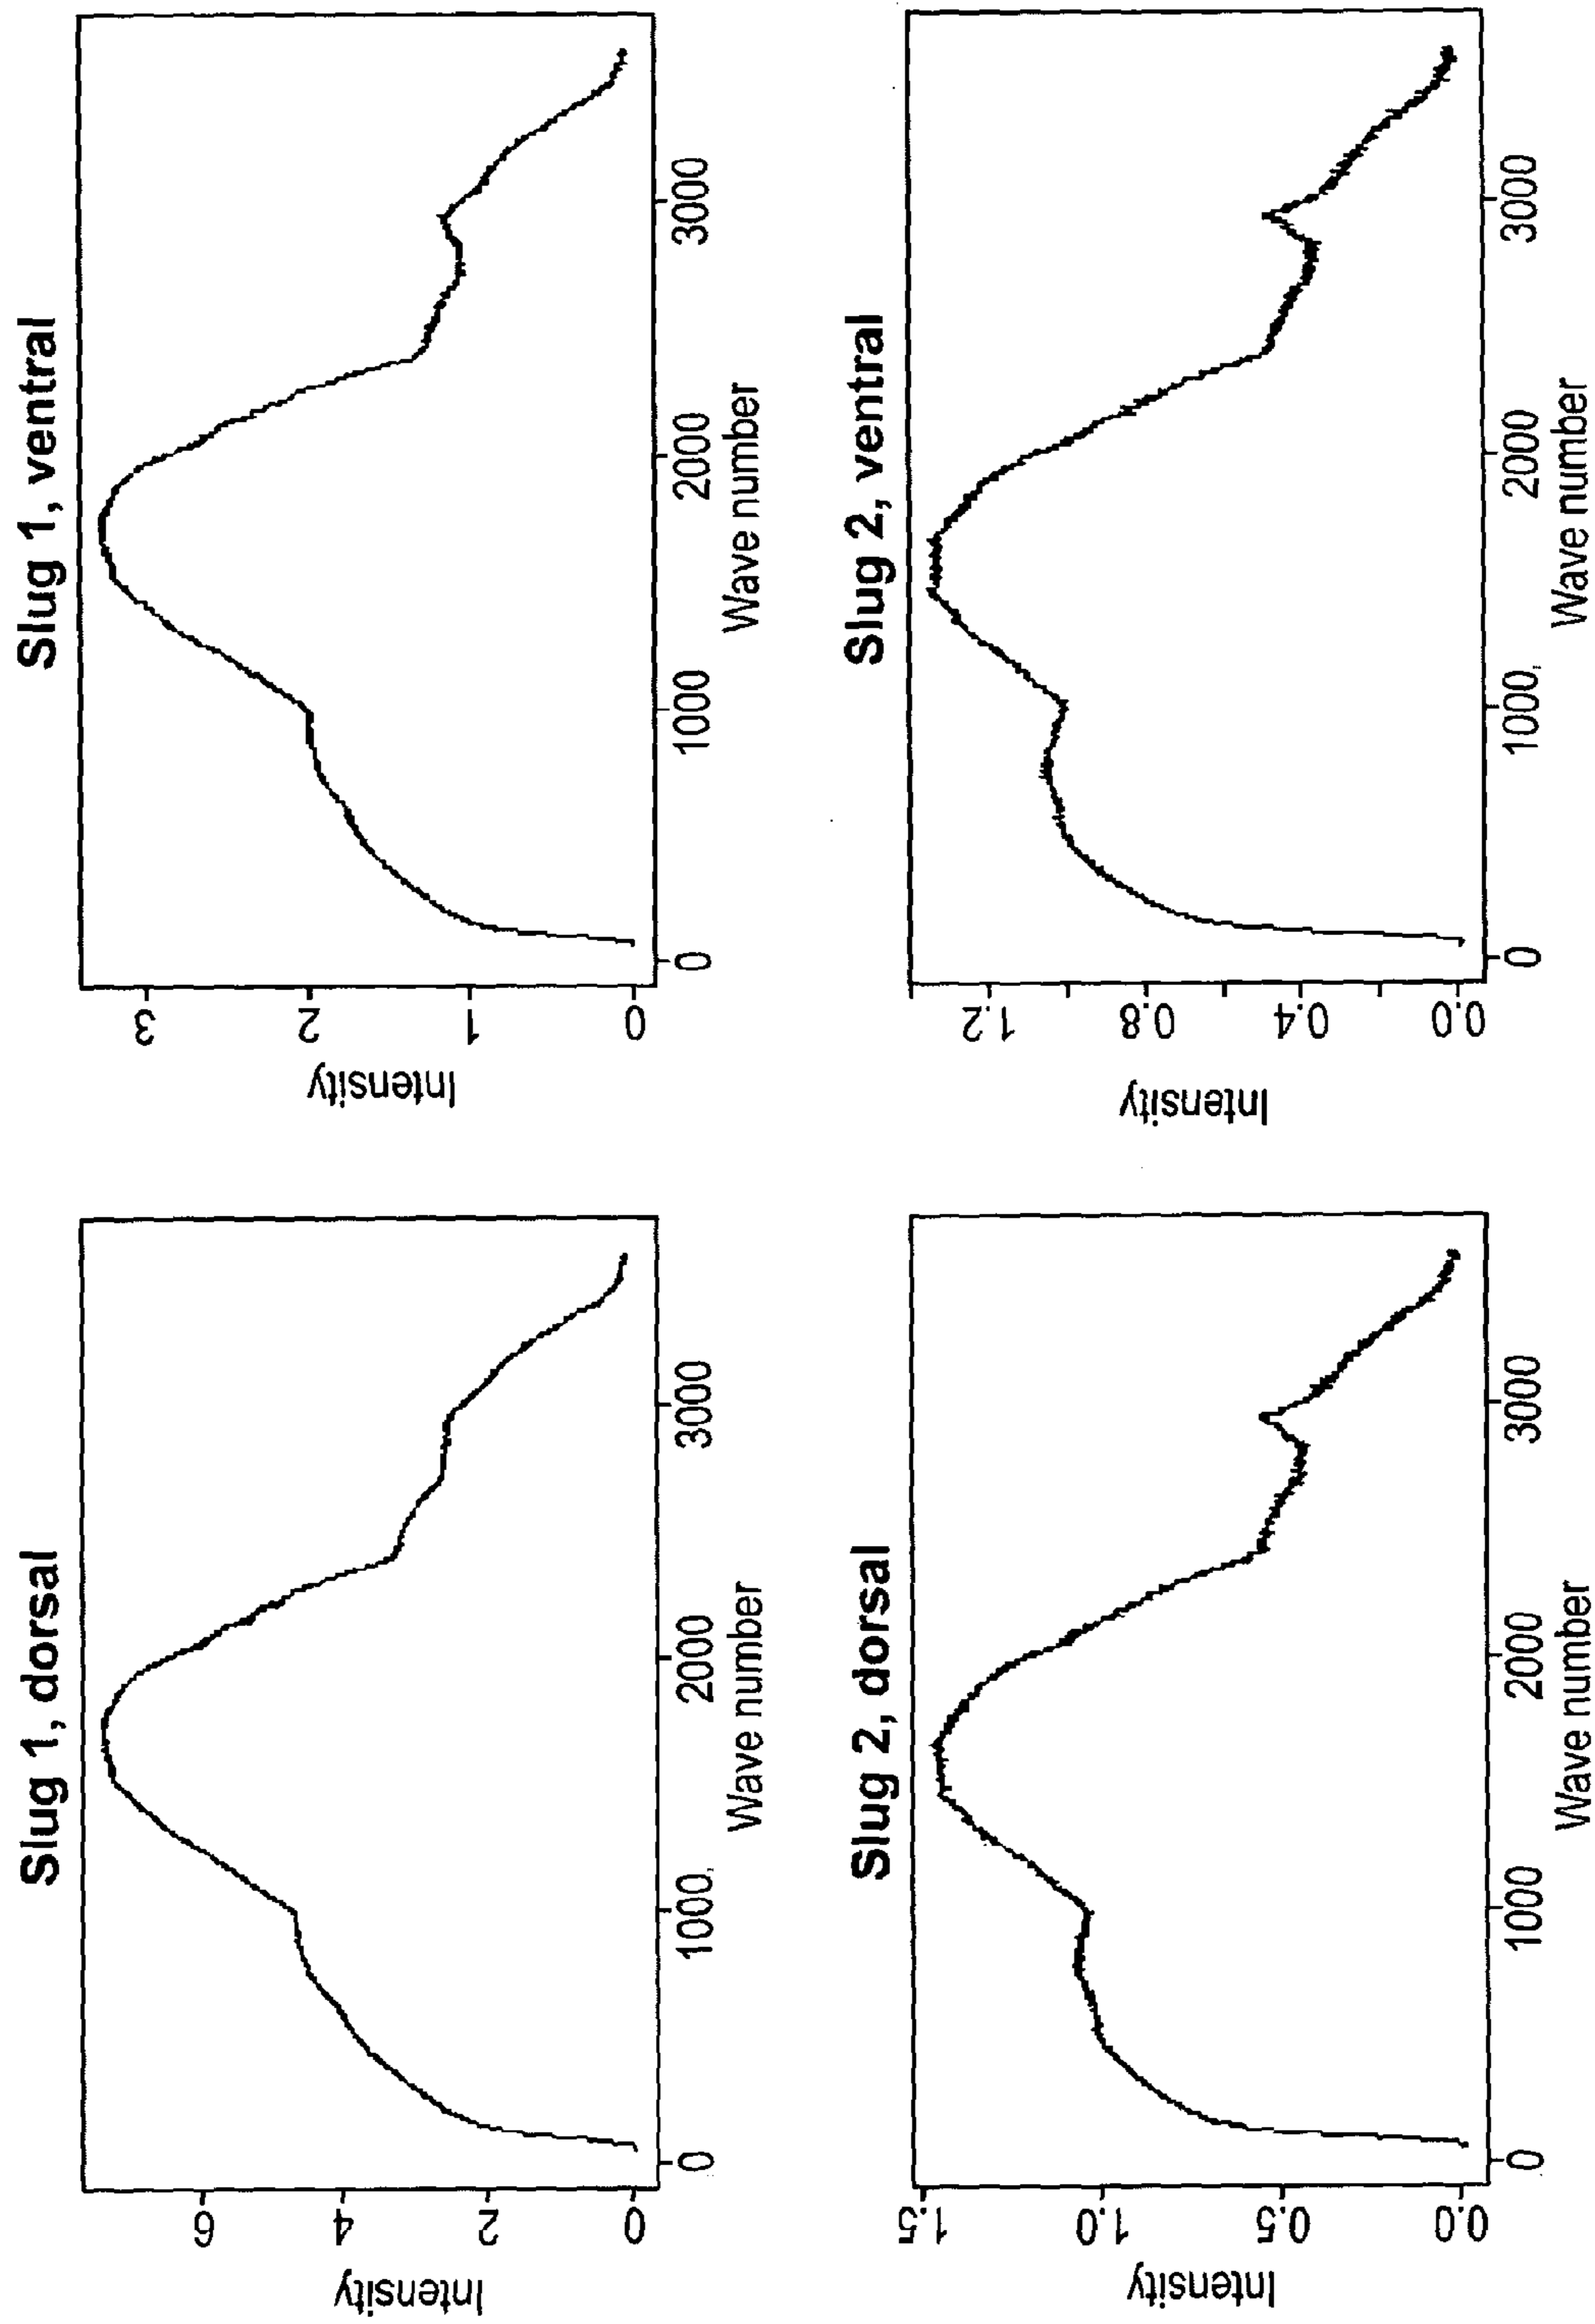 Slug 1, dorsal
Intensity
6
4
2
0
0
1000
2000
3000
Wave number
Slug 1, ventral
Intensity
3
2
1
0
0
1000
2000
3000
Wave number
Slug 2, dorsal
Intensity
1.5
1.0
0.5
0.0
0
1000
2000
3000
Wave number
Slug 2, ventral
Intensity
1.2
0.8
0.4
0.0
0
1000
2000
3000
Wave number